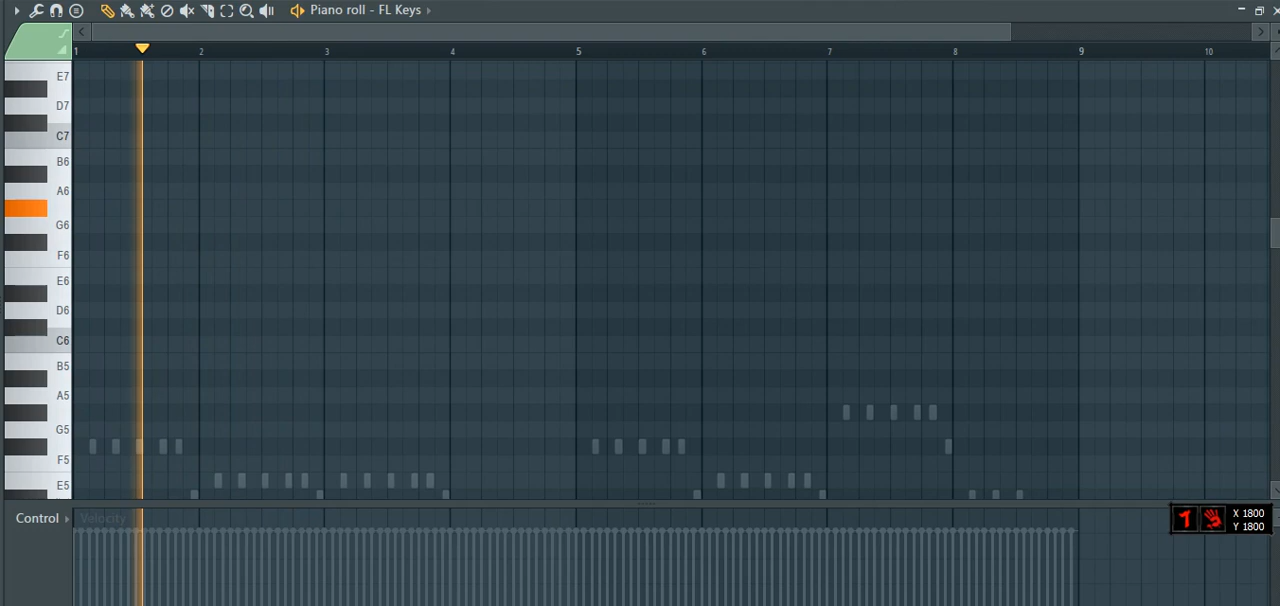 Piano roll - FL Keys
1 2 3 4 5 6 7 8 9 10
E7
D7
C7
B6
A6
G6
F6
E6
D6
C6
B5
A5
G5
F5
E5
Control Velocity
X 1800
Y 1800